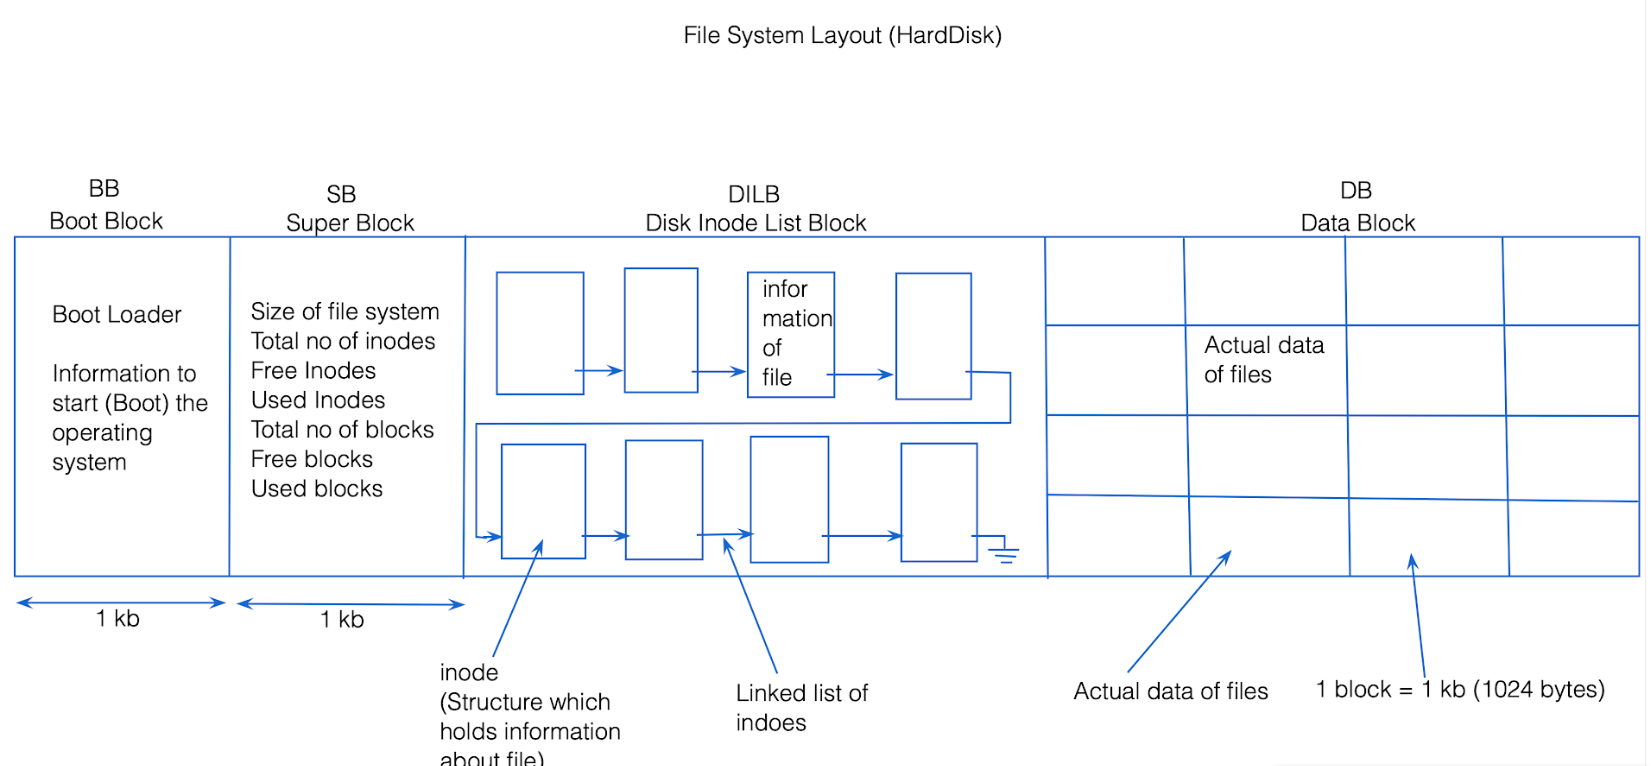 File System Layout (HardDisk)
BB
Boot Block
SB
Super Block
DILB
Disk Inode List Block
DB
Data Block
Boot Loader
Information to
start (Boot) the
operating
system
Size of file system
Total no of inodes
Free Inodes
Used Inodes
Total no of blocks
Free blocks
Used blocks
infor
mation
of
file
Actual data
of files
1 kb
1 kb
inode
(Structure which
holds information
about file)
Linked list of
indoes
Actual data of files
1 block = 1 kb (1024 bytes)